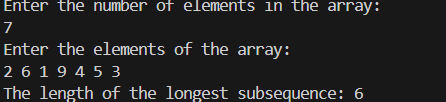 Enter the number of elements in the array:
7
Enter the elements of the array:
2 6 1 9 4 5 3
The length of the longest subsequence: 6